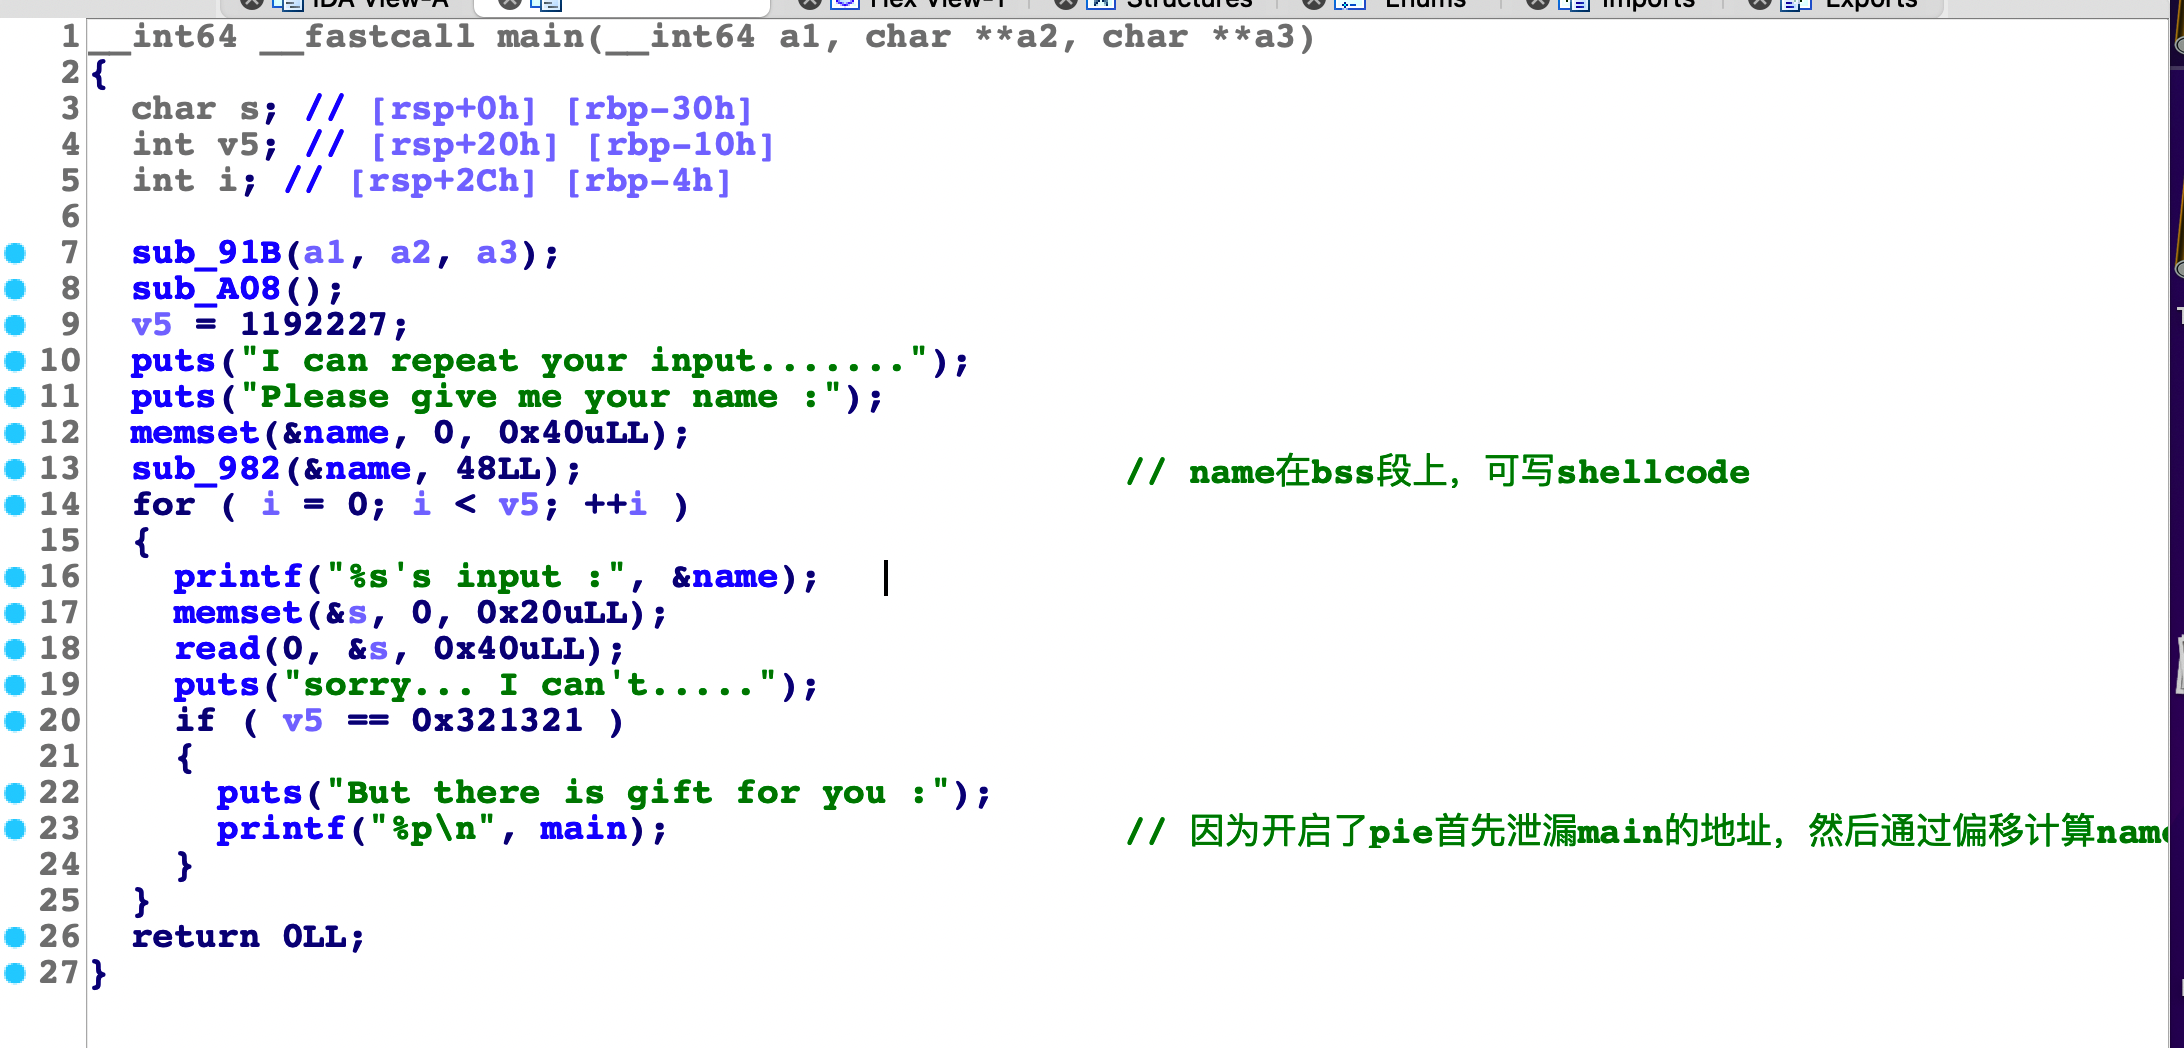 IDA View-A Hex View-1 Structures Enums Imports Exports
1 __int64 __fastcall main(__int64 a1, char **a2, char **a3)
2 {
3 char s; // [rsp+0h] [rbp-30h]
4 int v5; // [rsp+20h] [rbp-10h]
5 int i; // [rsp+2Ch] [rbp-4h]
6
7 sub_91B(a1, a2, a3);
8 sub_A08();
9 v5 = 1192227;
10 puts("I can repeat your input.......");
11 puts("Please give me your name :");
12 memset(&name, 0, 0x40uLL);
13 sub_982(&name, 48LL); // name在bss段上，可写shellcode
14 for ( i = 0; i < v5; ++i )
15 {
16 printf("%s's input :", &name);
17 memset(&s, 0, 0x20uLL);
18 read(0, &s, 0x40uLL);
19 puts("sorry... I can't.....");
20 if ( v5 == 0x321321 )
21 {
22 puts("But there is gift for you :");
23 printf("%p\n", main); // 因为开启了pie首先泄漏main的地址，然后通过偏移计算nam
24 }
25 }
26 return 0LL;
27 }